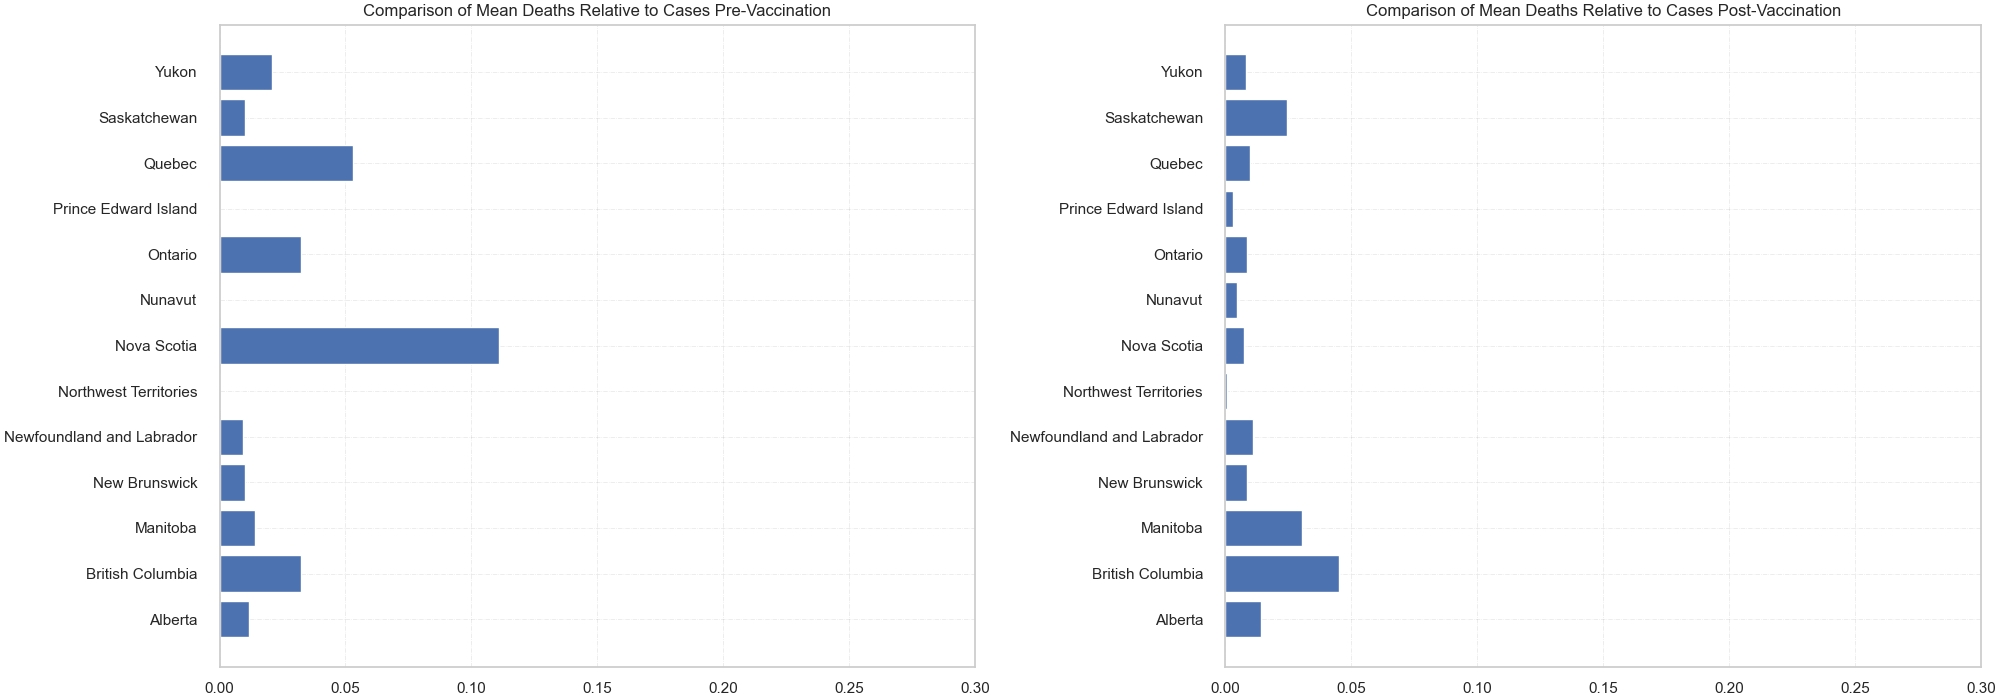 Comparison of Mean Deaths Relative to Cases Pre-Vaccination
Yukon
Saskatchewan
Quebec
Prince Edward Island
Ontario
Nunavut
Nova Scotia
Northwest Territories
Newfoundland and Labrador
New Brunswick
Manitoba
British Columbia
Alberta
0.00 0.05 0.10 0.15 0.20 0.25 0.30
Comparison of Mean Deaths Relative to Cases Post-Vaccination
Yukon
Saskatchewan
Quebec
Prince Edward Island
Ontario
Nunavut
Nova Scotia
Northwest Territories
Newfoundland and Labrador
New Brunswick
Manitoba
British Columbia
Alberta
0.00 0.05 0.10 0.15 0.20 0.25 0.30